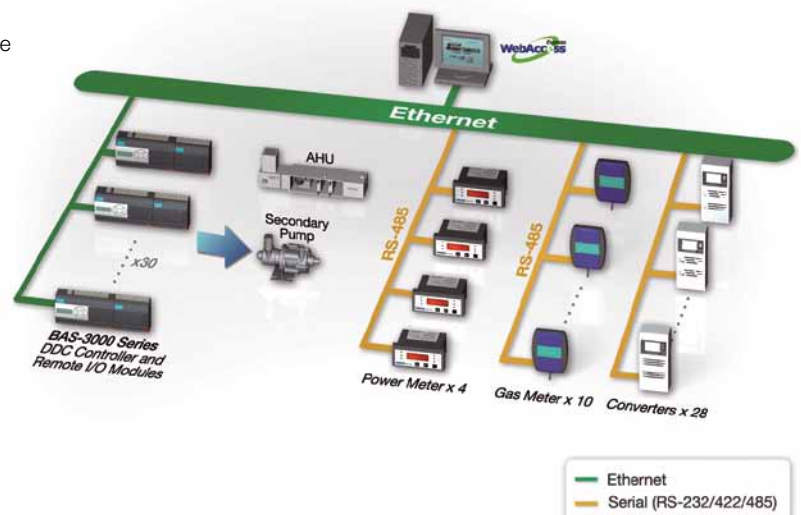 e
WebAccess
Express
Ethernet
AHU
Secondary
Pump
x30
RS-485
RS-485
BAS-3000 Series
DDC Controller and
Remote I/O Modules
Power Meter x 4
Gas Meter x 10
Converters x 28
Ethernet
Serial (RS-232/422/485)